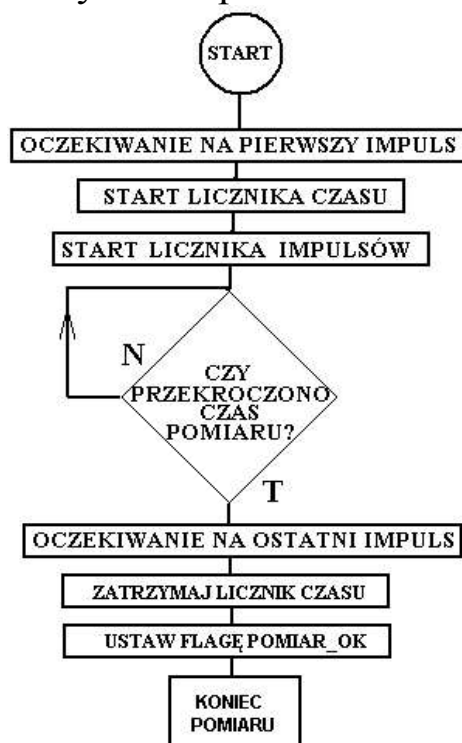 START
OCZEKIWANIE NA PIERWSZY IMPULS
START LICZNIKA CZASU
START LICZNIKA IMPULSÓW
N
CZY
PRZEKROCZONO
CZAS
POMIARU?
T
OCZEKIWANIE NA OSTATNI IMPULS
ZATRZYMAJ LICZNIK CZASU
USTAW FLAGĘ POMIAR_OK
KONIEC
POMIARU